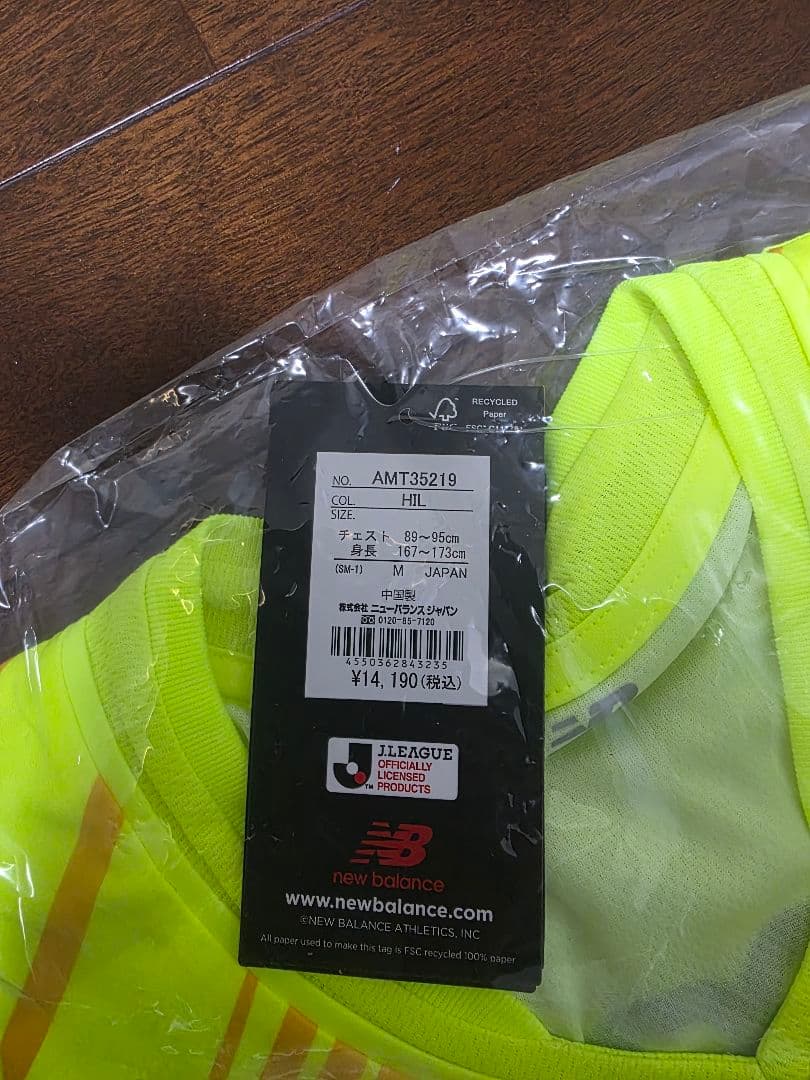 RECYCLED
Paper
NO. AMT35219
COL. HIL
SIZE.
チェスト 89～95cm
身長 167～173cm
(SM-T) M JAPAN
中国製
株式会社 ニューバランス ジャパン
0120-85-7120
4550362843235
¥14,190(税込)
J.LEAGUE
OFFICIALLY
LICENSED
PRODUCTS
TM
NB
new balance
www.newbalance.com
©NEW BALANCE ATHLETICS, INC
All paper used to make this tag is FSC recycled 100% paper